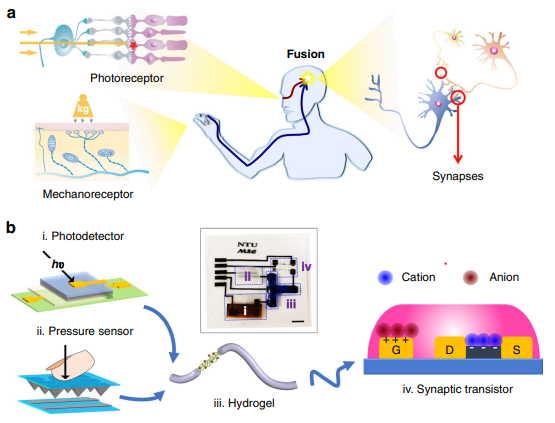 a
Photoreceptor
kg
Mechanoreceptor
Fusion
Synapses
b
i. Photodetector
hυ
ii. Pressure sensor
NTU
MSE
i
ii
iii
iv
iii. Hydrogel
Cation
Anion
+ + +
G
D
- - -
S
iv. Synaptic transistor